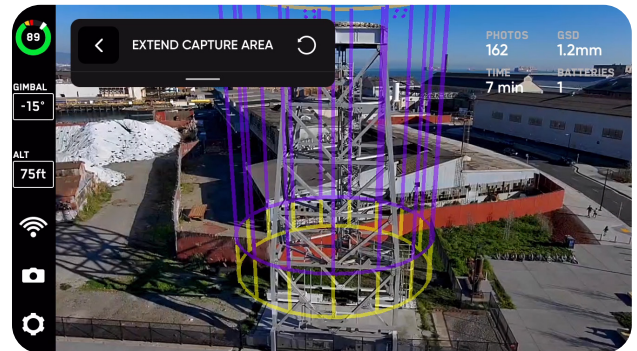 89
EXTEND CAPTURE AREA
PHOTOS GSD
162 1.2mm
TIME BATTERIES
7 min 1
GIMBAL
-15°
ALT
75ft